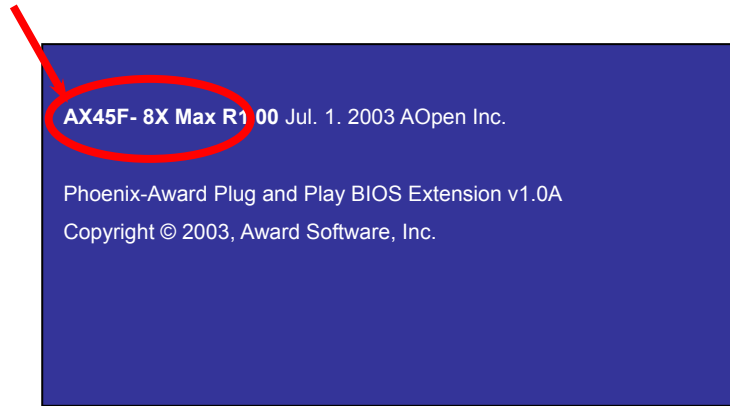 AX45F- 8X Max R1.00 Jul. 1. 2003 AOpen Inc.
Phoenix-Award Plug and Play BIOS Extension v1.0A
Copyright © 2003, Award Software, Inc.